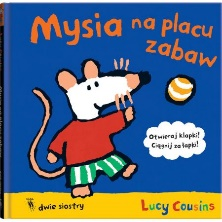 Mysia na placu
zabaw
Otwieraj klapki!
Ciągnij za łapki!
dwie siostry
Lucy Cousins